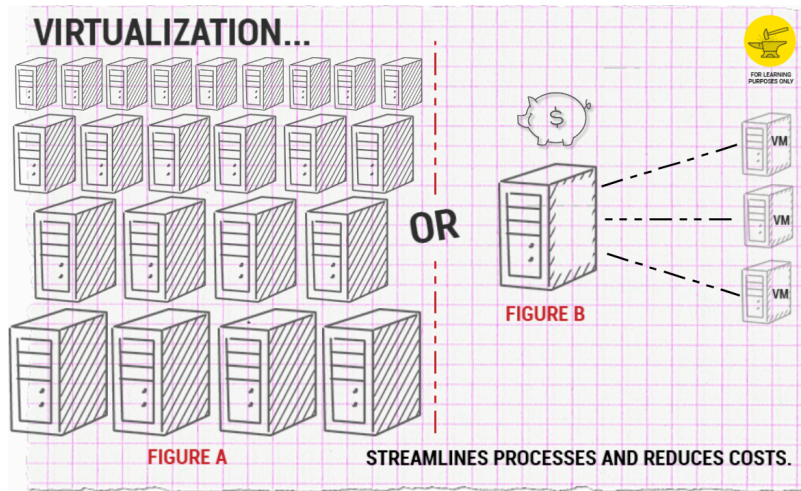 VIRTUALIZATION...
FOR LEARNING
PURPOSES ONLY
$
VM
OR
VM
VM
FIGURE B
FIGURE A
STREAMLINES PROCESSES AND REDUCES COSTS.